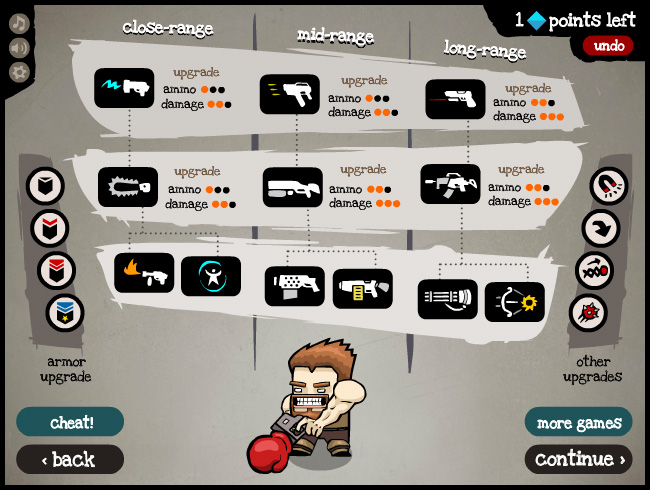 1 points left
undo
close-range
mid-range
long-range
upgrade
ammo
damage
upgrade
ammo
damage
upgrade
ammo
damage
upgrade
ammo
damage
upgrade
ammo
damage
upgrade
ammo
damage
armor
upgrade
other
upgrades
cheat!
more games
‹ back
continue ›